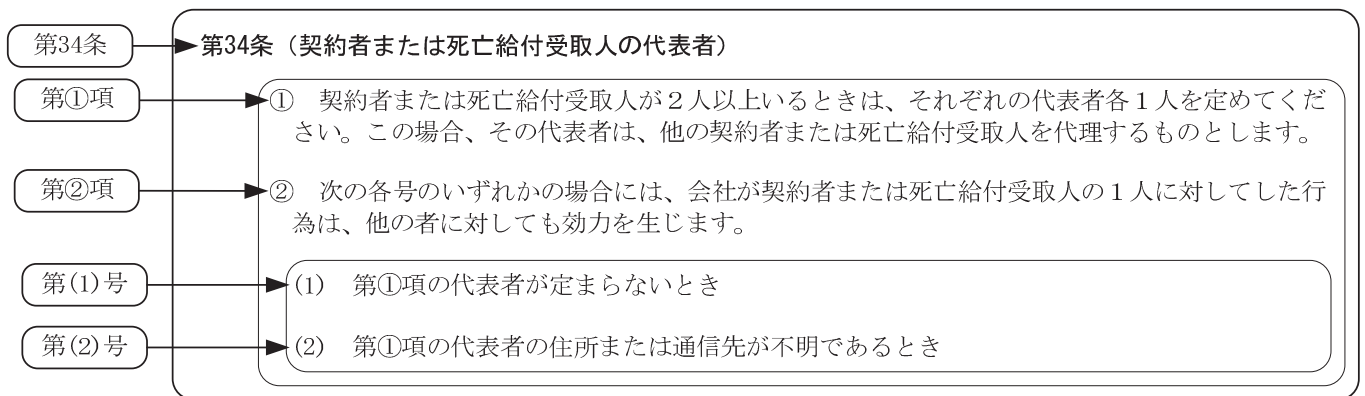 第34条
第34条（契約者または死亡給付受取人の代表者）
第①項
①　契約者または死亡給付受取人が２人以上いるときは、それぞれの代表者各１人を定めてくだ
さい。この場合、その代表者は、他の契約者または死亡給付受取人を代理するものとします。
第②項
②　次の各号のいずれかの場合には、会社が契約者または死亡給付受取人の１人に対してした行
為は、他の者に対しても効力を生じます。
第(1)号
(1)　第①項の代表者が定まらないとき
第(2)号
(2)　第①項の代表者の住所または通信先が不明であるとき